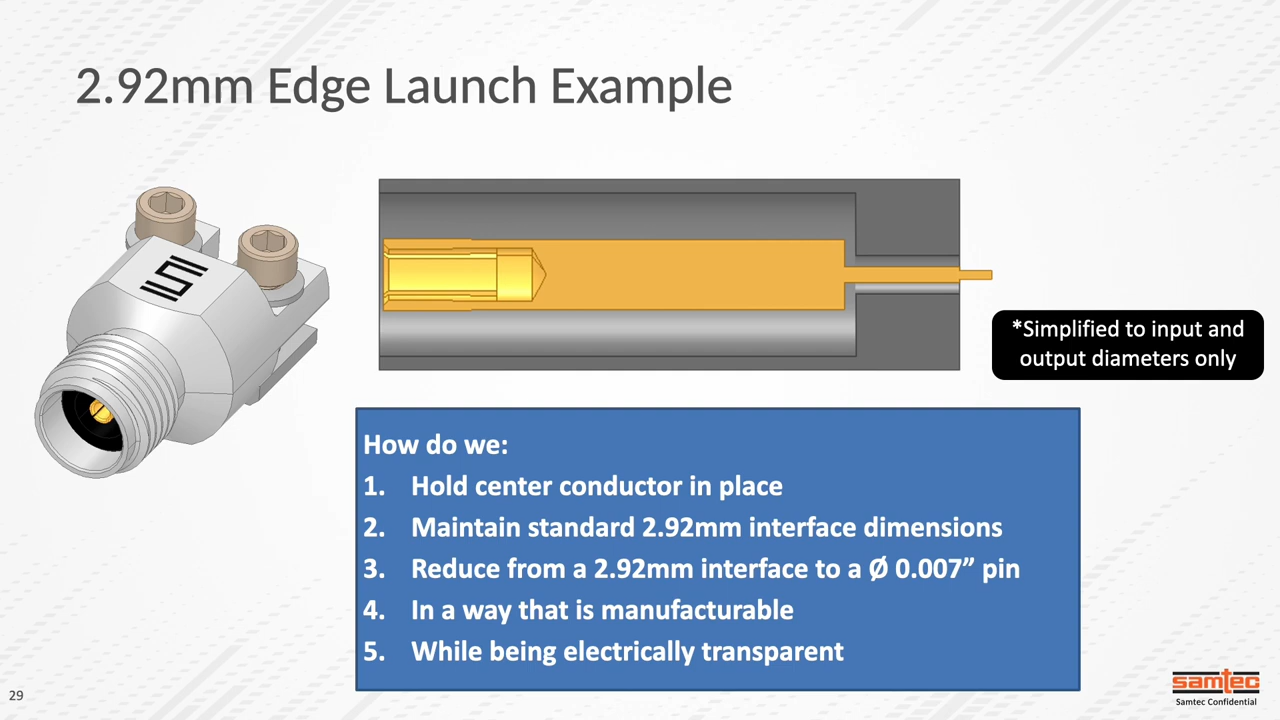 2.92mm Edge Launch Example
*Simplified to input and
output diameters only
How do we:
1. Hold center conductor in place
2. Maintain standard 2.92mm interface dimensions
3. Reduce from a 2.92mm interface to a Ø 0.007” pin
4. In a way that is manufacturable
5. While being electrically transparent
29
samtec
Samtec Confidential